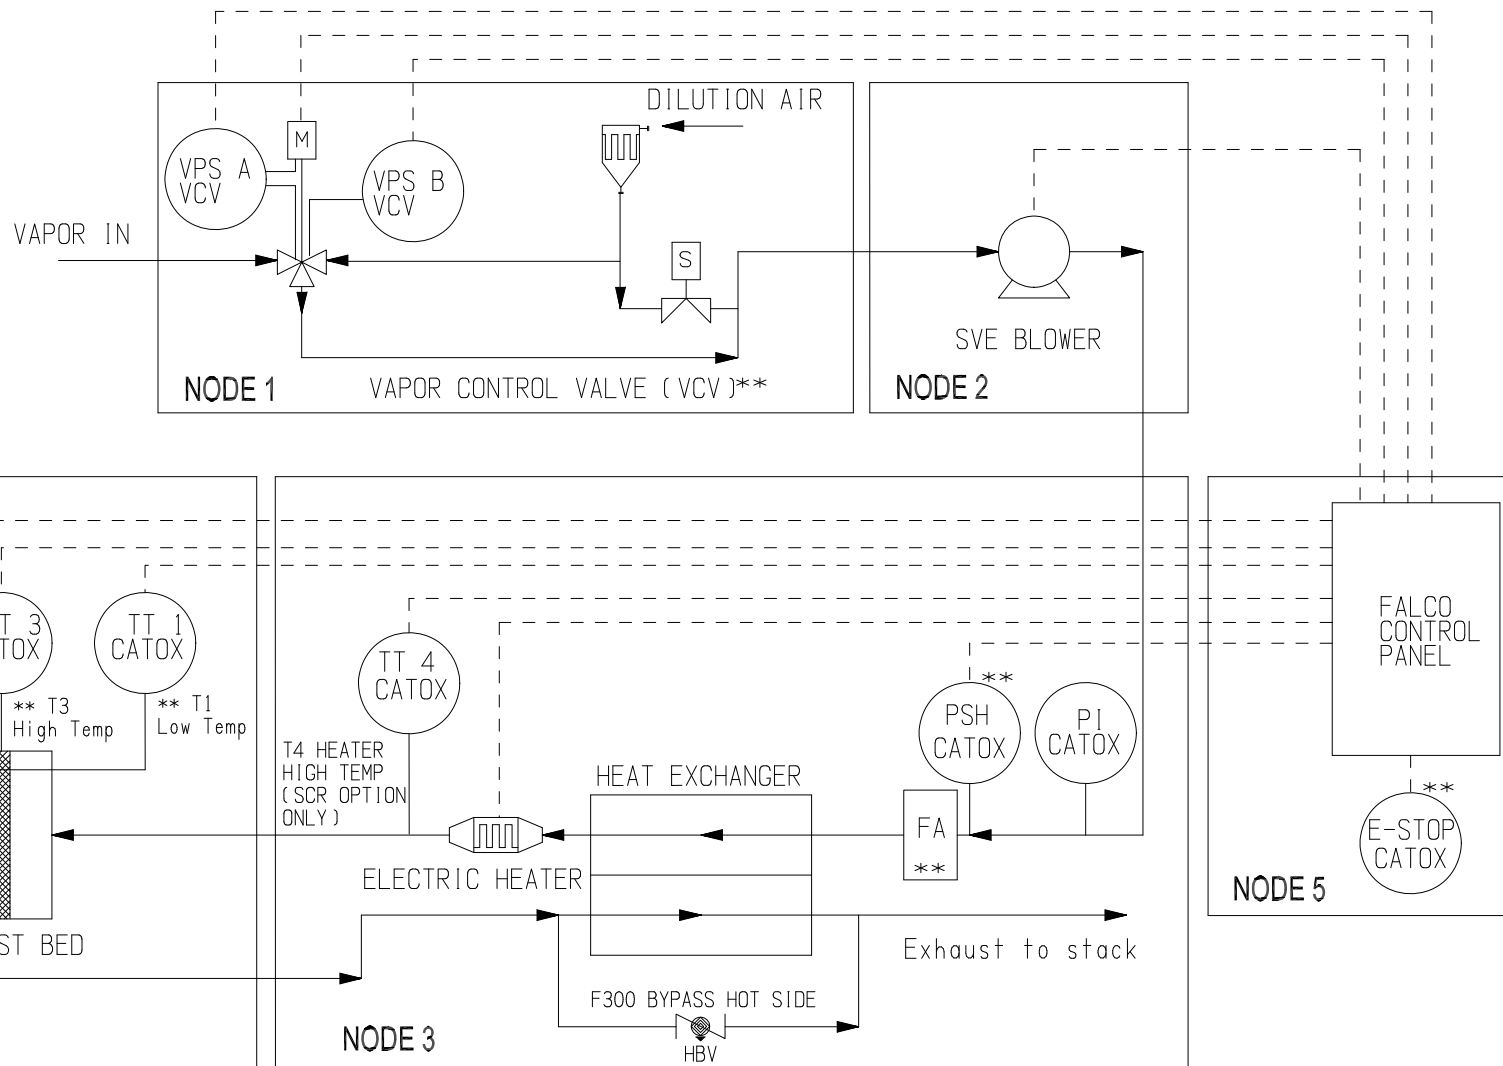 DILUTION AIR
M
VPS A
VCV
VPS B
VCV
VAPOR IN
S
SVE BLOWER
NODE 1
VAPOR CONTROL VALVE (VCV)**
NODE 2
T 3
TOX
TT 1
CATOX
** T3
High Temp
** T1
Low Temp
TT 4
CATOX
T4 HEATER
HIGH TEMP
(SCR OPTION
ONLY)
**
PSH
CATOX
PI
CATOX
FALCO
CONTROL
PANEL
HEAT EXCHANGER
FA
**
**
E-STOP
CATOX
ELECTRIC HEATER
NODE 5
ST BED
Exhaust to stack
F300 BYPASS HOT SIDE
HBV
NODE 3